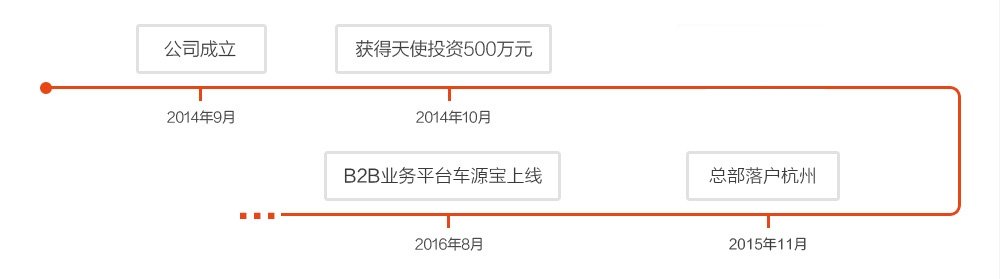 公司成立
获得天使投资500万元
2014年9月
2014年10月
B2B业务平台车源宝上线
总部落户杭州
2016年8月
2015年11月